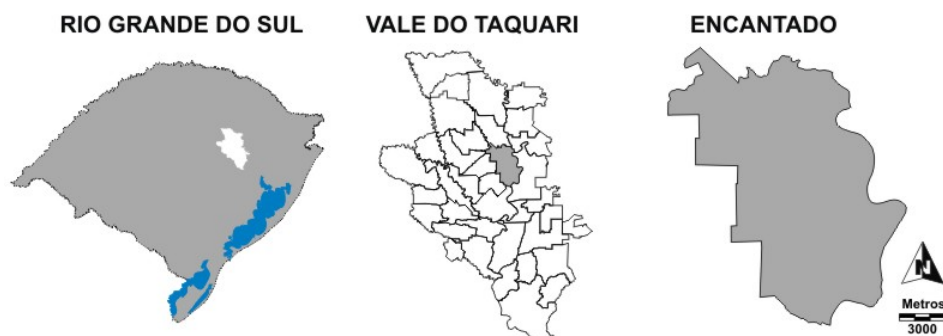 RIO GRANDE DO SUL
VALE DO TAQUARI
ENCANTADO
N
Metros
3000